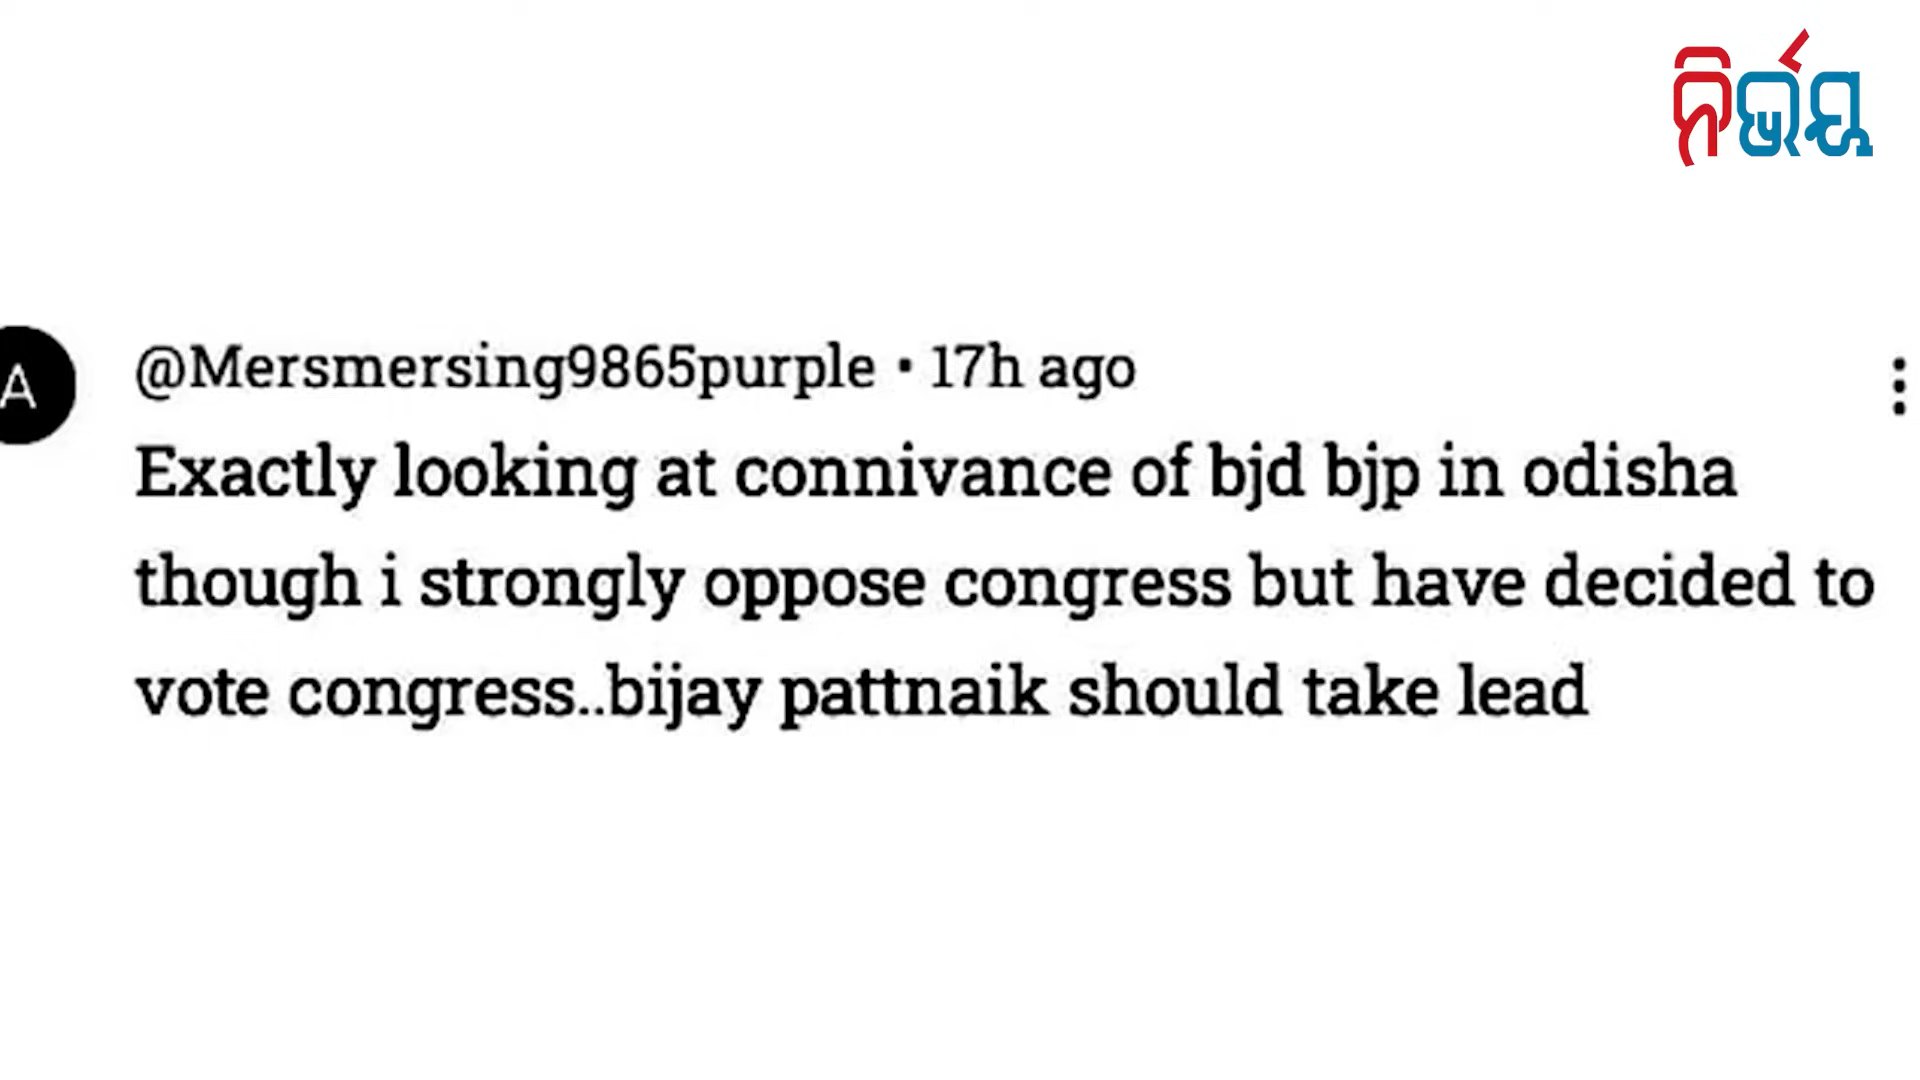 ନିର୍ଭୟ
A
@Mersmersing9865purple • 17h ago
Exactly looking at connivance of bjd bjp in odisha
though i strongly oppose congress but have decided to
vote congress..bijay pattnaik should take lead